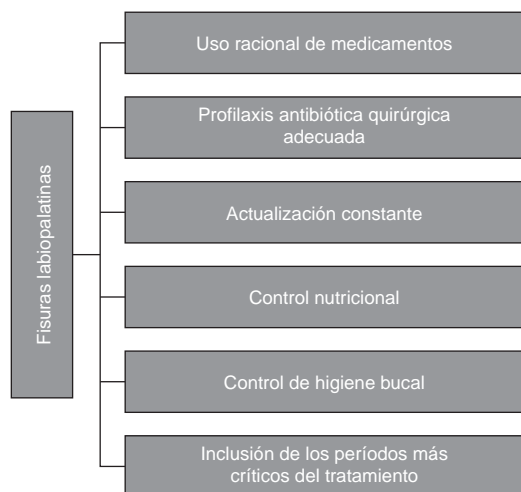 Fisuras labiopalatinas
Uso racional de medicamentos
Profilaxis antibiótica quirúrgica
adecuada
Actualización constante
Control nutricional
Control de higiene bucal
Inclusión de los períodos más
críticos del tratamiento